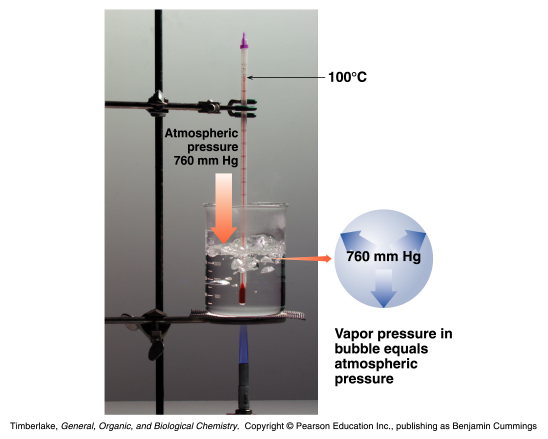 100°C
Atmospheric
pressure
760 mm Hg
760 mm Hg
Vapor pressure in
bubble equals
atmospheric
pressure
Timberlake, General, Organic, and Biological Chemistry. Copyright © Pearson Education Inc., publishing as Benjamin Cummings